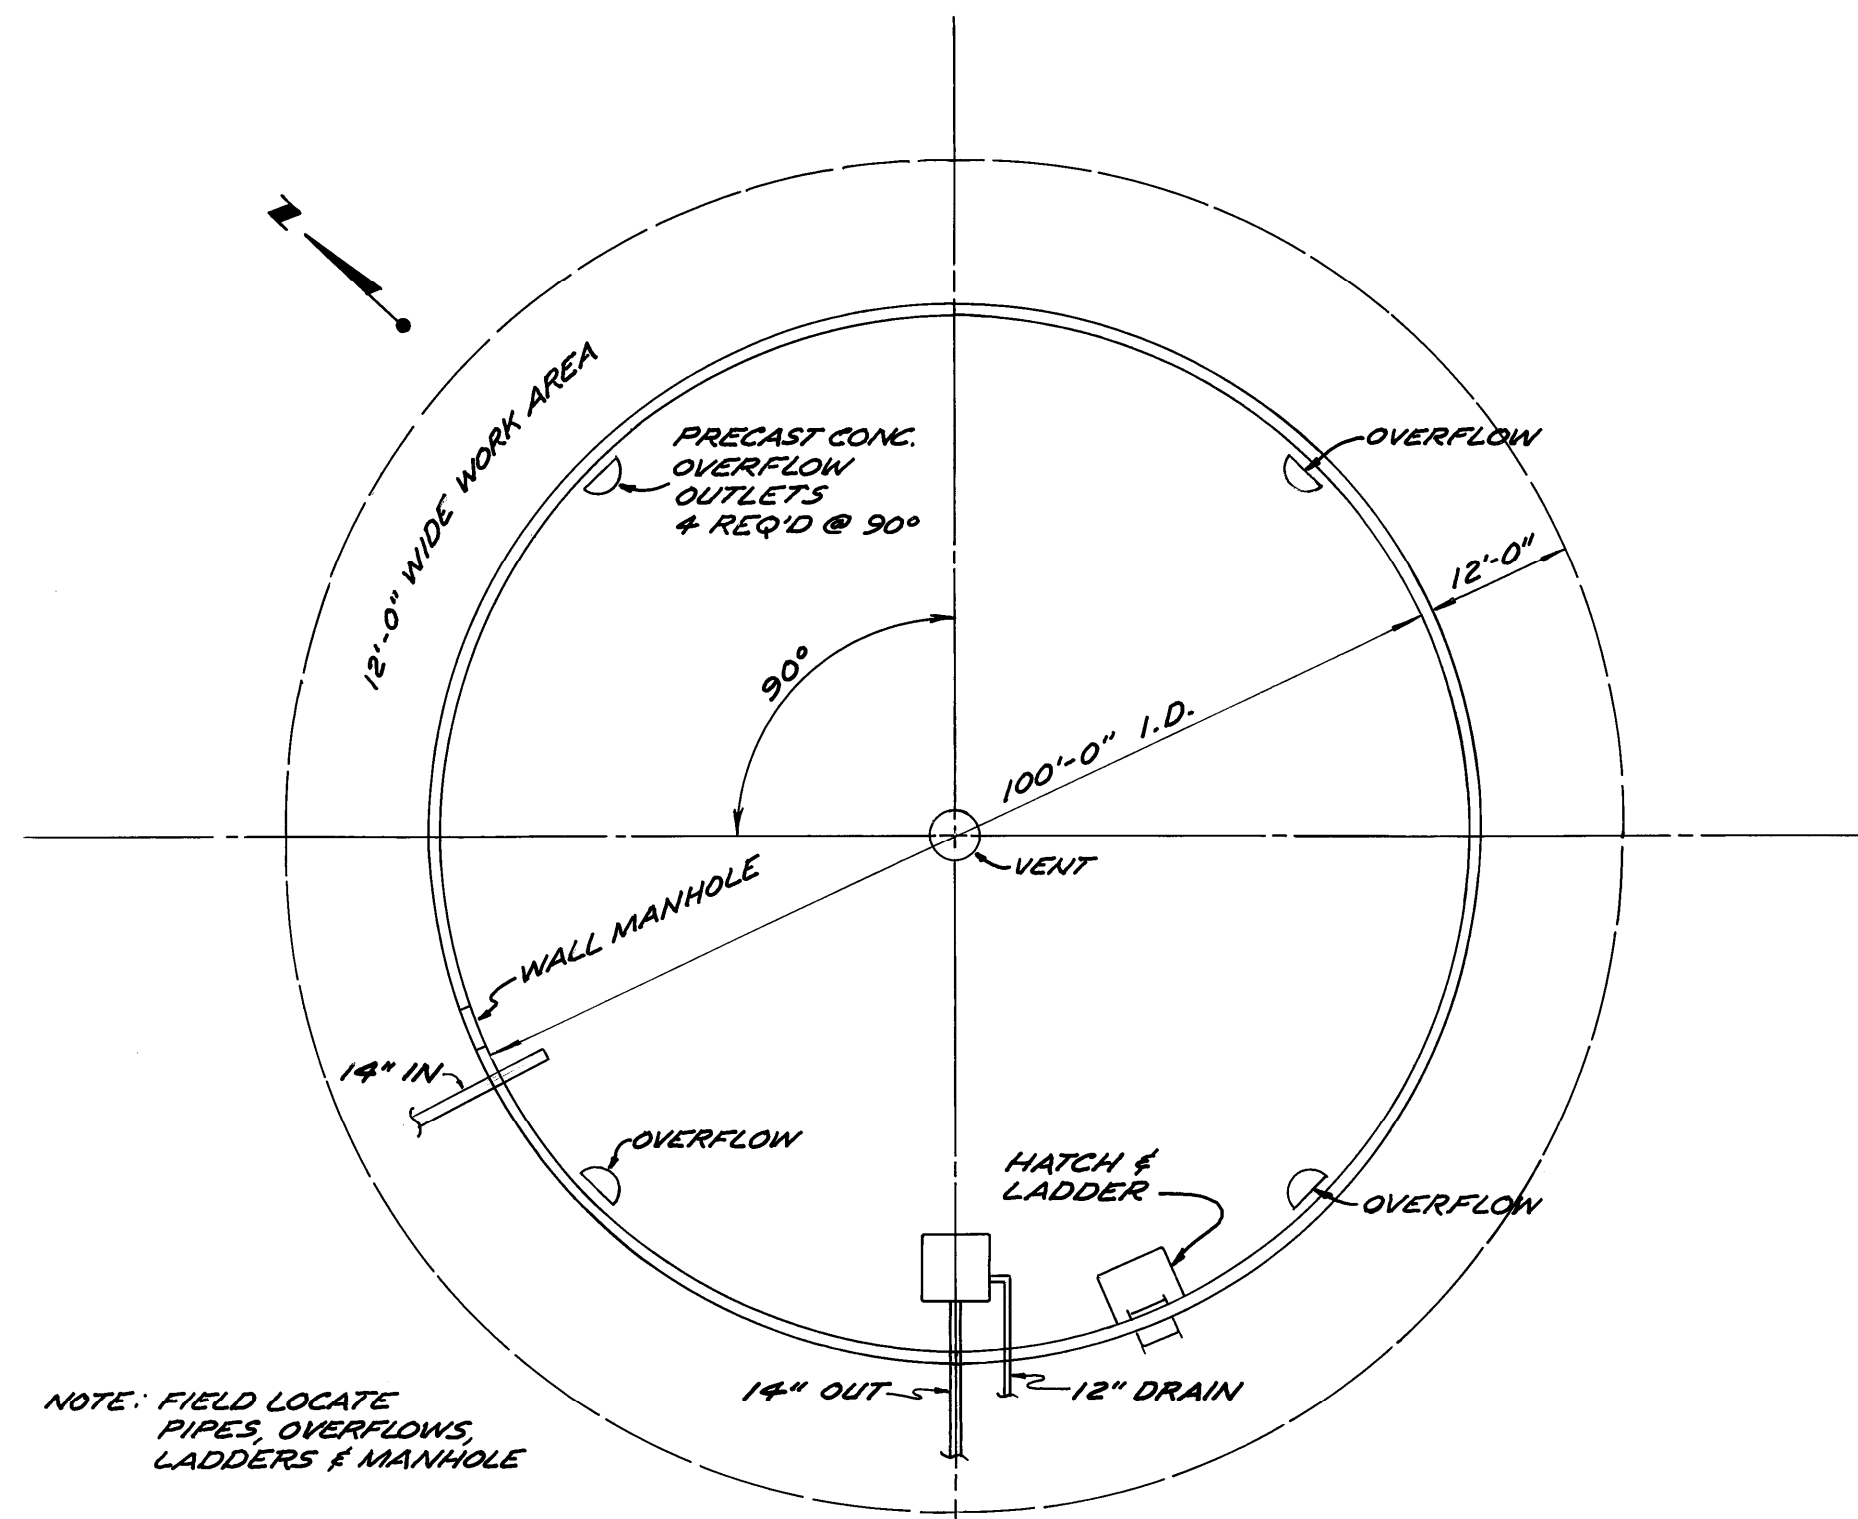 N
12'-0" WIDE WORK AREA
PRECAST CONC.
OVERFLOW
OUTLETS
4 REQ'D @ 90°
OVERFLOW
12'-0"
90°
100'-0" I.D.
VENT
WALL MANHOLE
14" IN
OVERFLOW
HATCH &
LADDER
OVERFLOW
14" OUT
12" DRAIN
NOTE: FIELD LOCATE
PIPES, OVERFLOWS,
LADDERS & MANHOLE